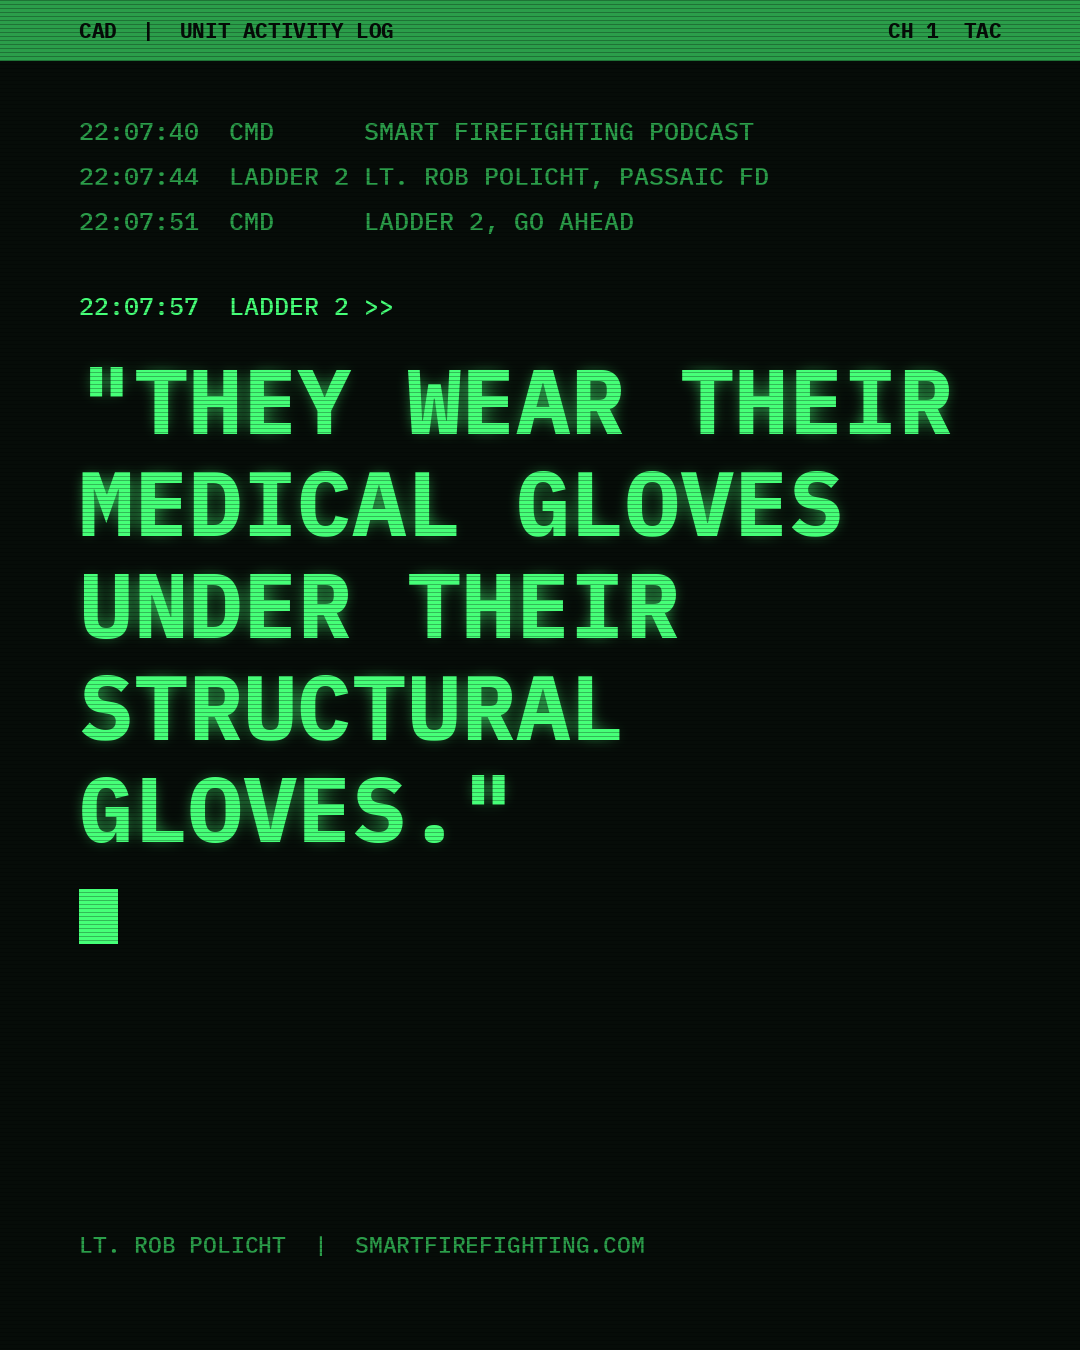 CAD | UNIT ACTIVITY LOG CH 1 TAC
22:07:40 CMD SMART FIREFIGHTING PODCAST
22:07:44 LADDER 2 LT. ROB POLICHT, PASSAIC FD
22:07:51 CMD LADDER 2, GO AHEAD
22:07:57 LADDER 2 >>
"THEY WEAR THEIR
MEDICAL GLOVES
UNDER THEIR
STRUCTURAL
GLOVES."
LT. ROB POLICHT | SMARTFIREFIGHTING.COM